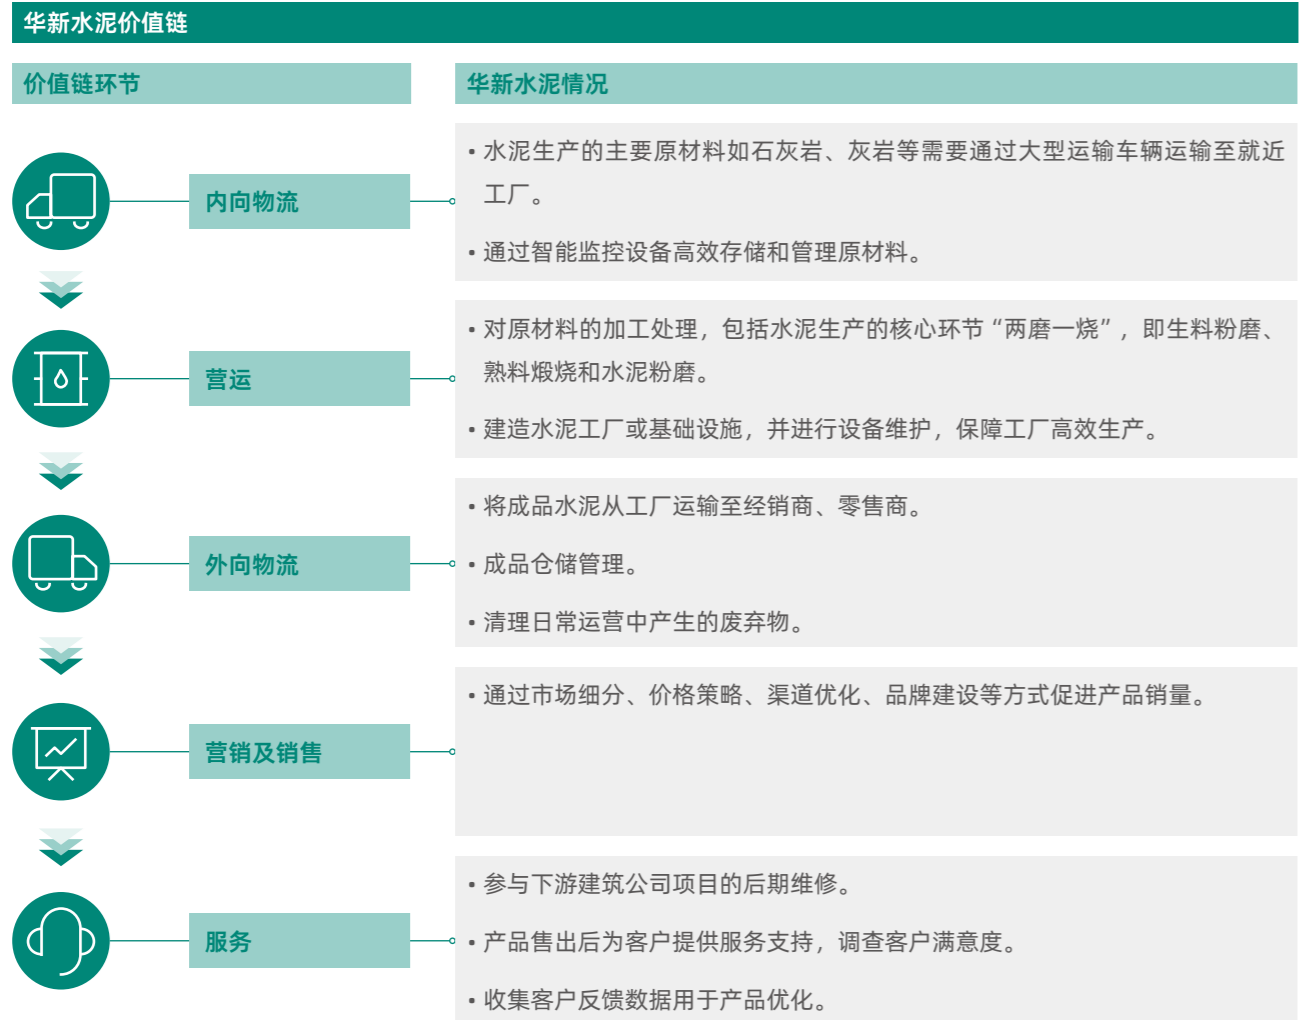 华新水泥价值链
价值链环节
华新水泥情况
内向物流
• 水泥生产的主要原材料如石灰岩、灰岩等需要通过大型运输车辆运输至就近
工厂。
• 通过智能监控设备高效存储和管理原材料。
营运
• 对原材料的加工处理，包括水泥生产的核心环节“两磨一烧”，即生料粉磨、
熟料煅烧和水泥粉磨。
• 建造水泥工厂或基础设施，并进行设备维护，保障工厂高效生产。
外向物流
• 将成品水泥从工厂运输至经销商、零售商。
• 成品仓储管理。
• 清理日常运营中产生的废弃物。
营销及销售
• 通过市场细分、价格策略、渠道优化、品牌建设等方式促进产品销量。
服务
• 参与下游建筑公司项目的后期维修。
• 产品售出后为客户提供服务支持，调查客户满意度。
• 收集客户反馈数据用于产品优化。